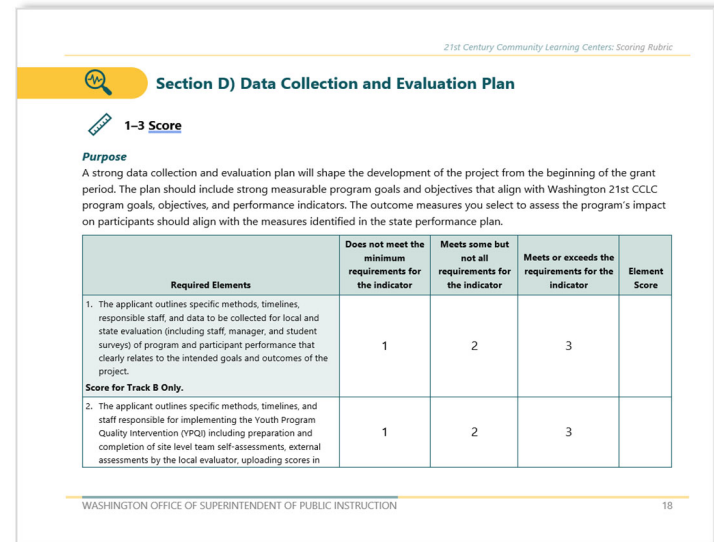 21st Century Community Learning Centers: Scoring Rubric
Section D) Data Collection and Evaluation Plan
1–3 Score
Purpose
A strong data collection and evaluation plan will shape the development of the project from the beginning of the grant
period. The plan should include strong measurable program goals and objectives that align with Washington 21st CCLC
program goals, objectives, and performance indicators. The outcome measures you select to assess the program's impact
on participants should align with the measures identified in the state performance plan.
Required Elements
Does not meet the
minimum
requirements for
the indicator
Meets some but
not all
requirements for
the indicator
Meets or exceeds the
requirements for the
indicator
Element
Score
1. The applicant outlines specific methods, timelines,
responsible staff, and data to be collected for local and
state evaluation (including staff, manager, and student
surveys) of program and participant performance that
clearly relates to the intended goals and outcomes of the
project.
Score for Track B Only.
1
2
3
2. The applicant outlines specific methods, timelines, and
staff responsible for implementing the Youth Program
Quality Intervention (YPQI) including preparation and
completion of site level team self-assessments, external
assessments by the local evaluator, uploading scores in
1
2
3
WASHINGTON OFFICE OF SUPERINTENDENT OF PUBLIC INSTRUCTION
18